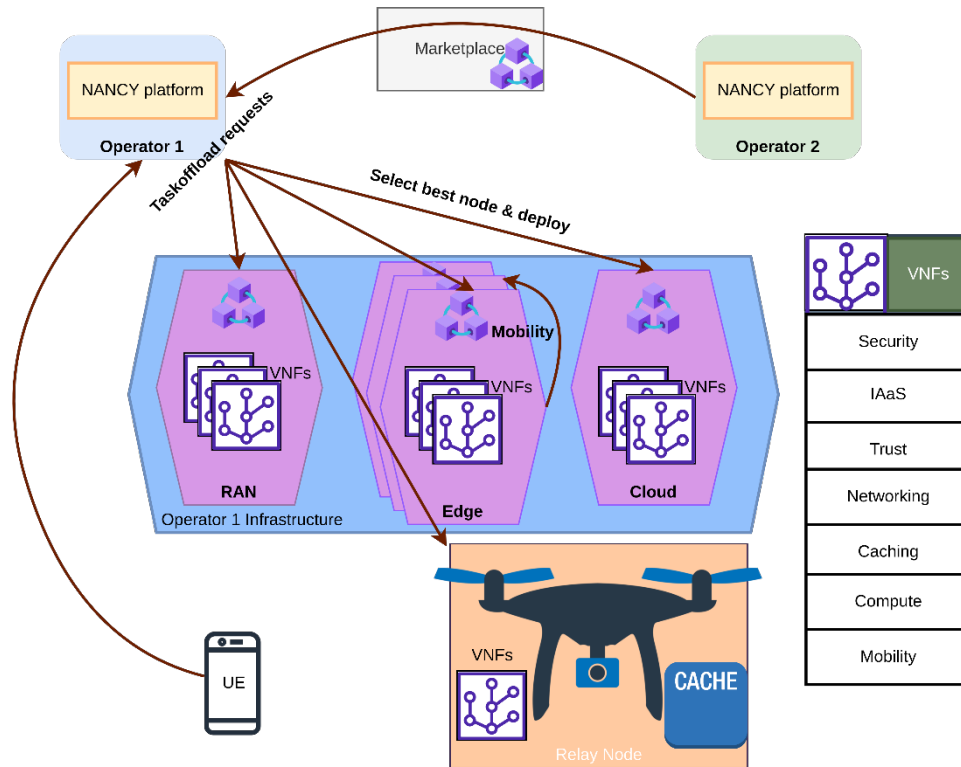 Marketplace
NANCY platform
Operator 1
NANCY platform
Operator 2
Taskoffload requests
Select best node & deploy
VNFs
Security
IAaS
Trust
Networking
Caching
Compute
Mobility
Mobility
VNFs
VNFs
VNFs
RAN
Edge
Cloud
Operator 1 Infrastructure
UE
VNFs
CACHE
Relay Node